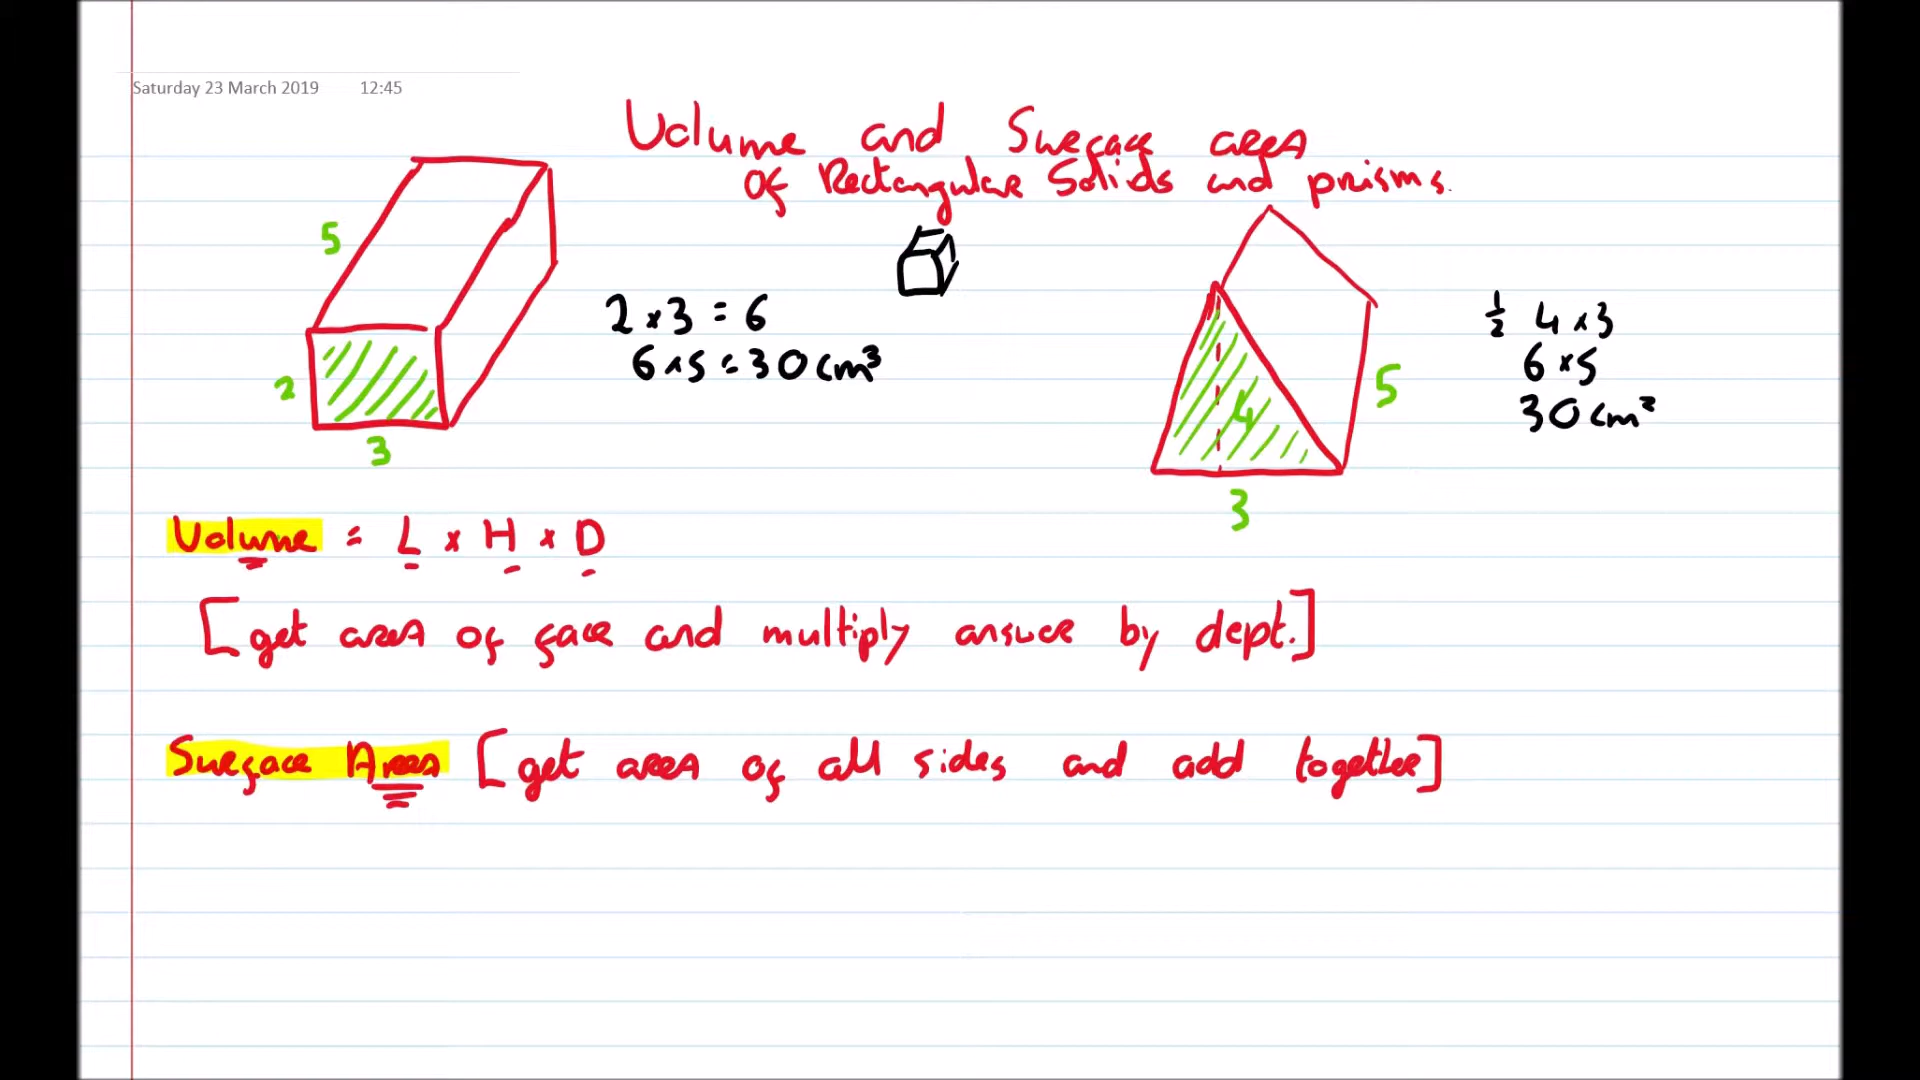 Saturday 23 March 2019 12:45
Volume and Surface area
of Rectangular Solids and prisms.
5
2
3
2 x 3 = 6
6 x 5 = 30cm³
4
5
3
½ 4 x 3
6 x 5
30cm²
Volume = L x H x D
[get area of face and multiply answer by dept.]
Surface Area [get area of all sides and add together]